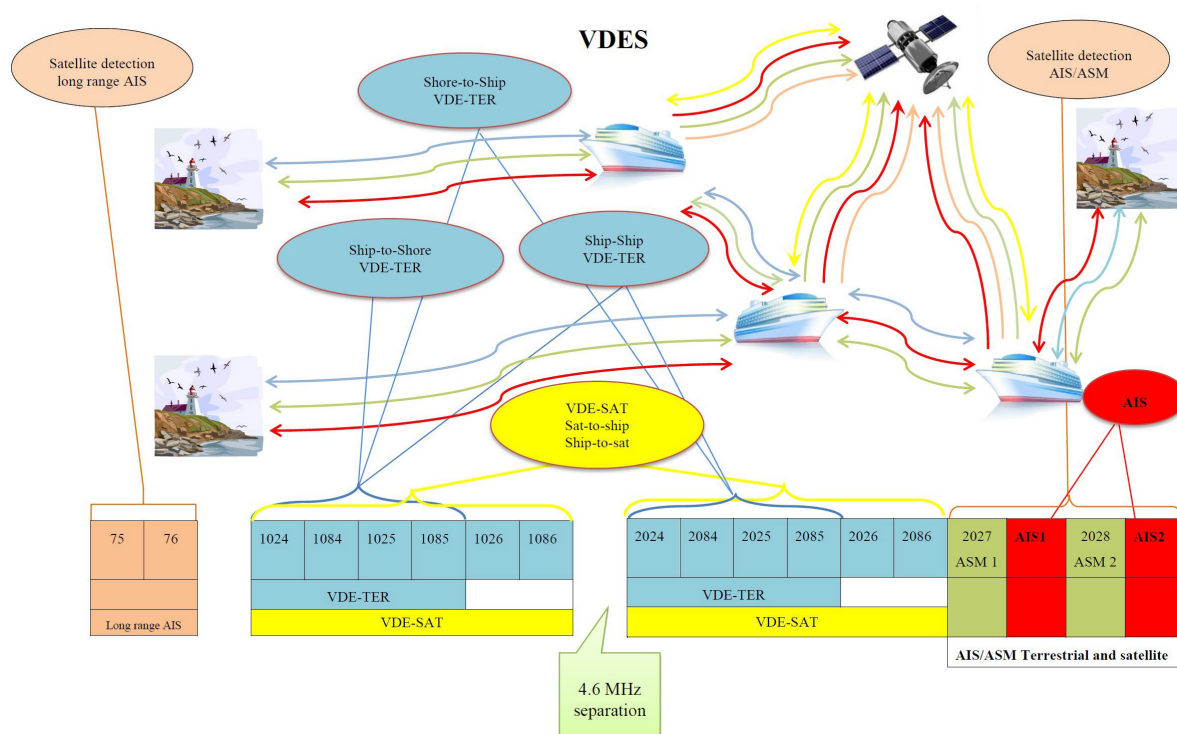 VDES
Satellite detection
long range AIS
Shore-to-Ship
VDE-TER
Satellite detection
AIS/ASM
Ship-to-Shore
VDE-TER
Ship-Ship
VDE-TER
VDE-SAT
Sat-to-ship
Ship-to-sat
AIS
75 76
1024 1084 1025 1085 1026 1086
2024 2084 2025 2085 2026 2086
2027 AIS1 2028 AIS2
ASM 1 ASM 2
VDE-TER
VDE-TER
Long range AIS
VDE-SAT
VDE-SAT
AIS/ASM Terrestrial and satellite
4.6 MHz
separation